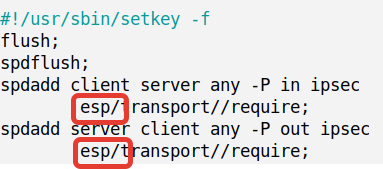 #!/usr/sbin/setkey -f
flush;
spdflush;
spdadd client server any -P in ipsec
esp/transport//require;
spdadd server client any -P out ipsec
esp/transport//require;